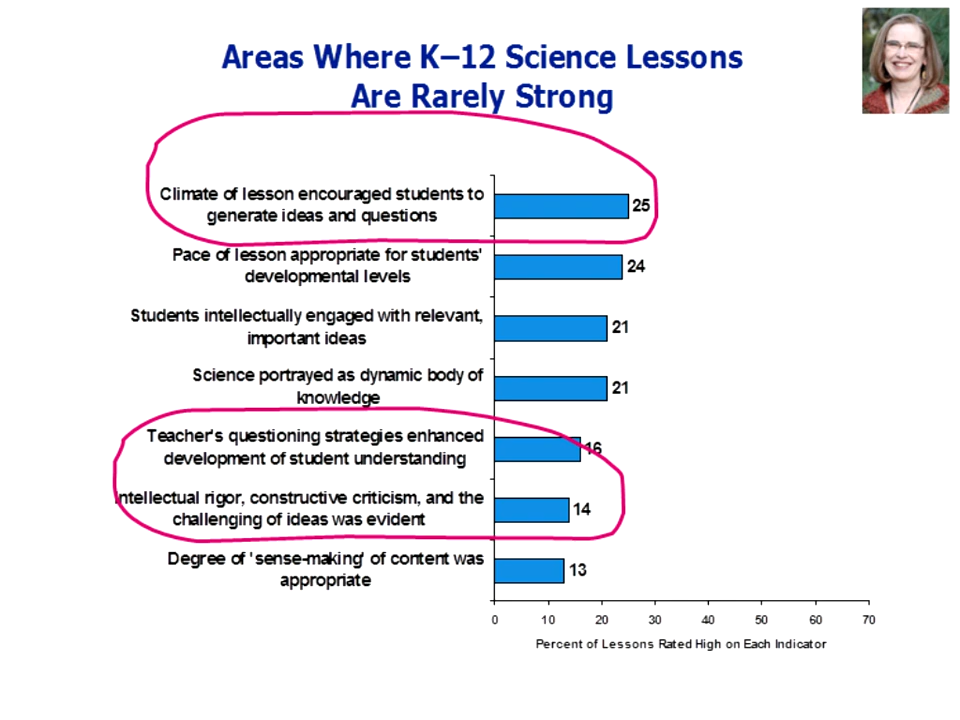 Areas Where K–12 Science Lessons
Are Rarely Strong
Climate of lesson encouraged students to
generate ideas and questions
25
Pace of lesson appropriate for students'
developmental levels
24
Students intellectually engaged with relevant,
important ideas
21
Science portrayed as dynamic body of
knowledge
21
Teacher's questioning strategies enhanced
development of student understanding
16
Intellectual rigor, constructive criticism, and the
challenging of ideas was evident
14
Degree of 'sense-making' of content was
appropriate
13
0 10 20 30 40 50 60 70
Percent of Lessons Rated High on Each Indicator